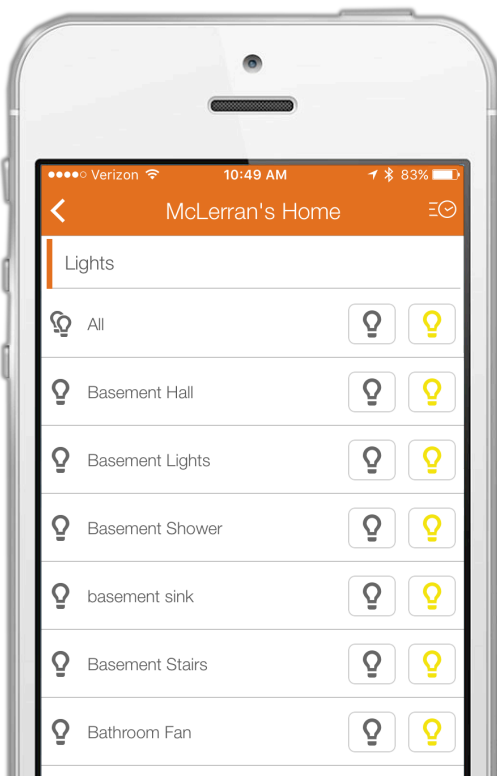 Verizon 10:49 AM 83%
McLerran's Home
Lights
All
Basement Hall
Basement Lights
Basement Shower
basement sink
Basement Stairs
Bathroom Fan